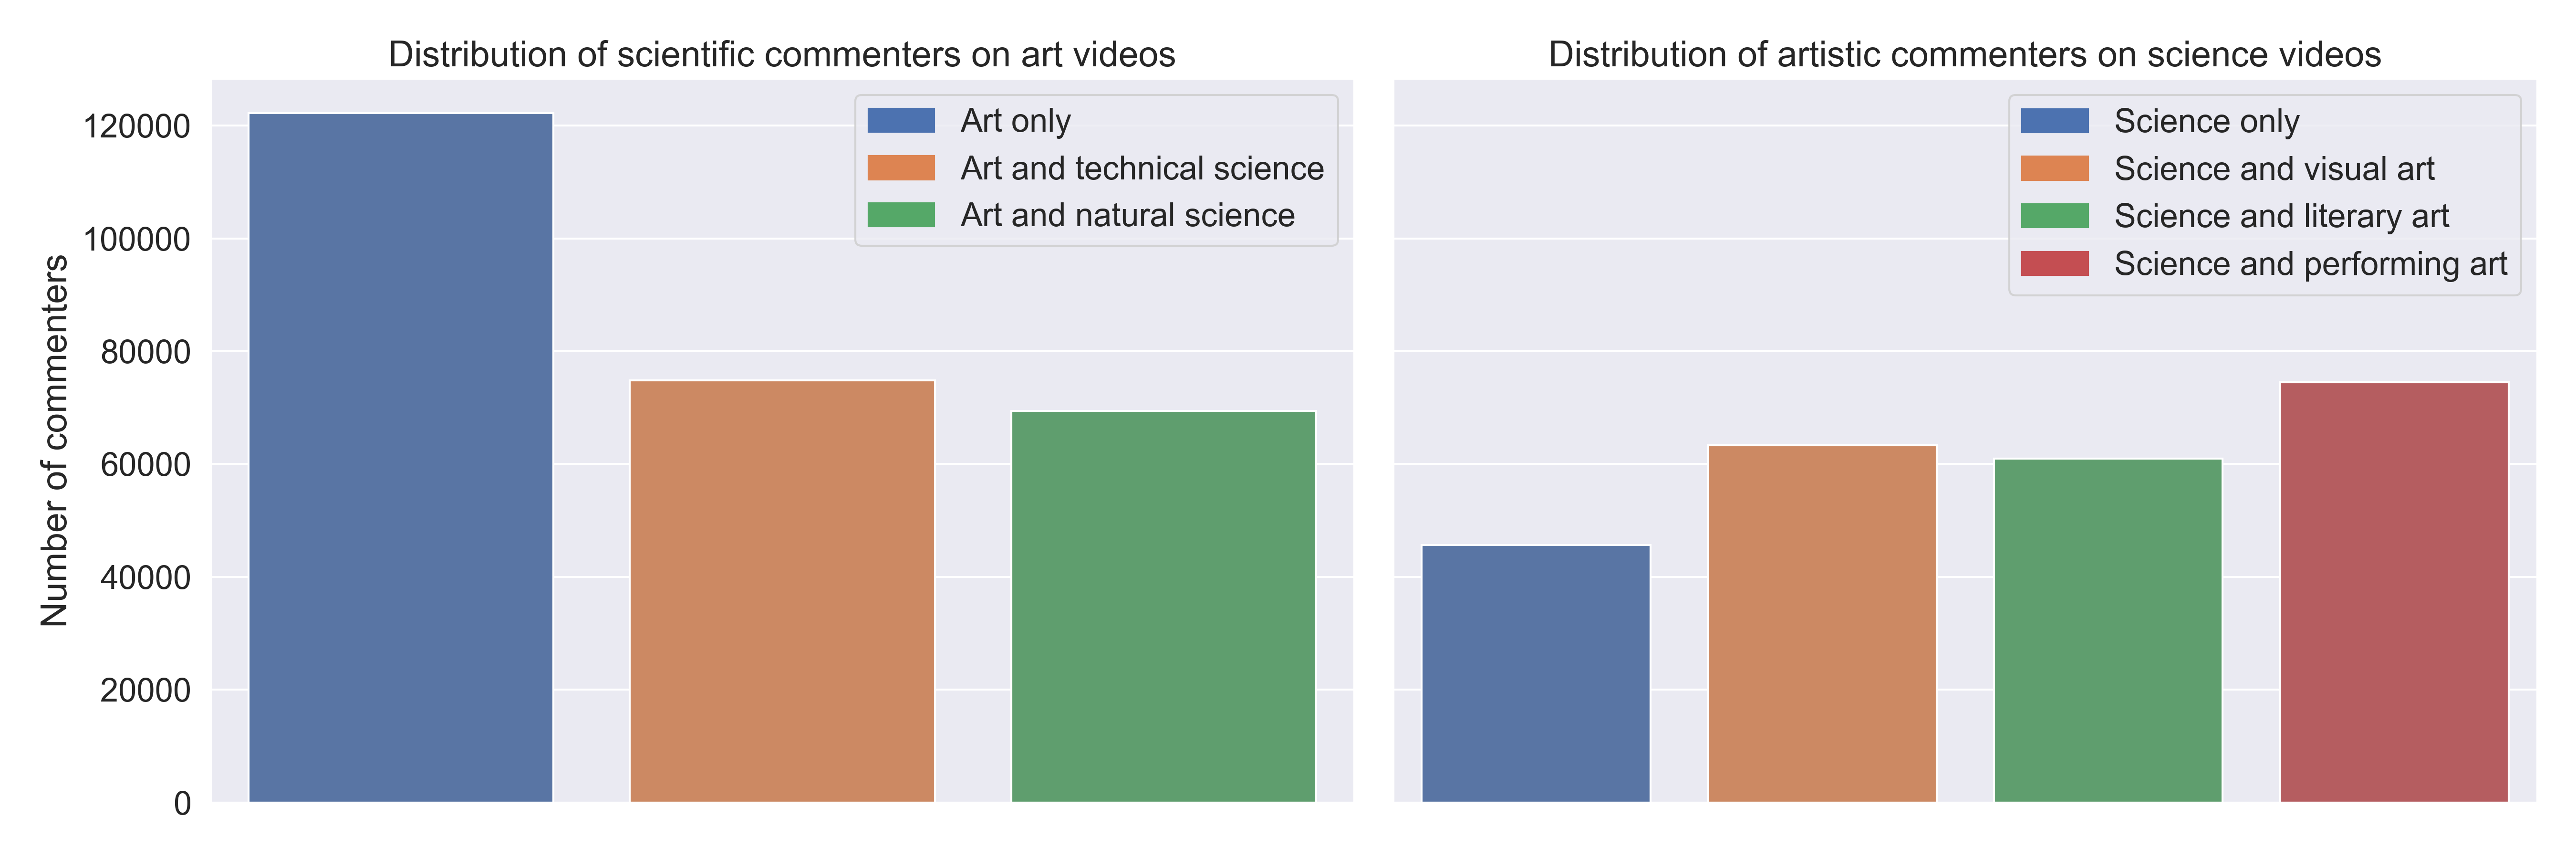 Distribution of scientific commenters on art videos
Number of commenters
120000
100000
80000
60000
40000
20000
0
Art only
Art and technical science
Art and natural science
Distribution of artistic commenters on science videos
Science only
Science and visual art
Science and literary art
Science and performing art